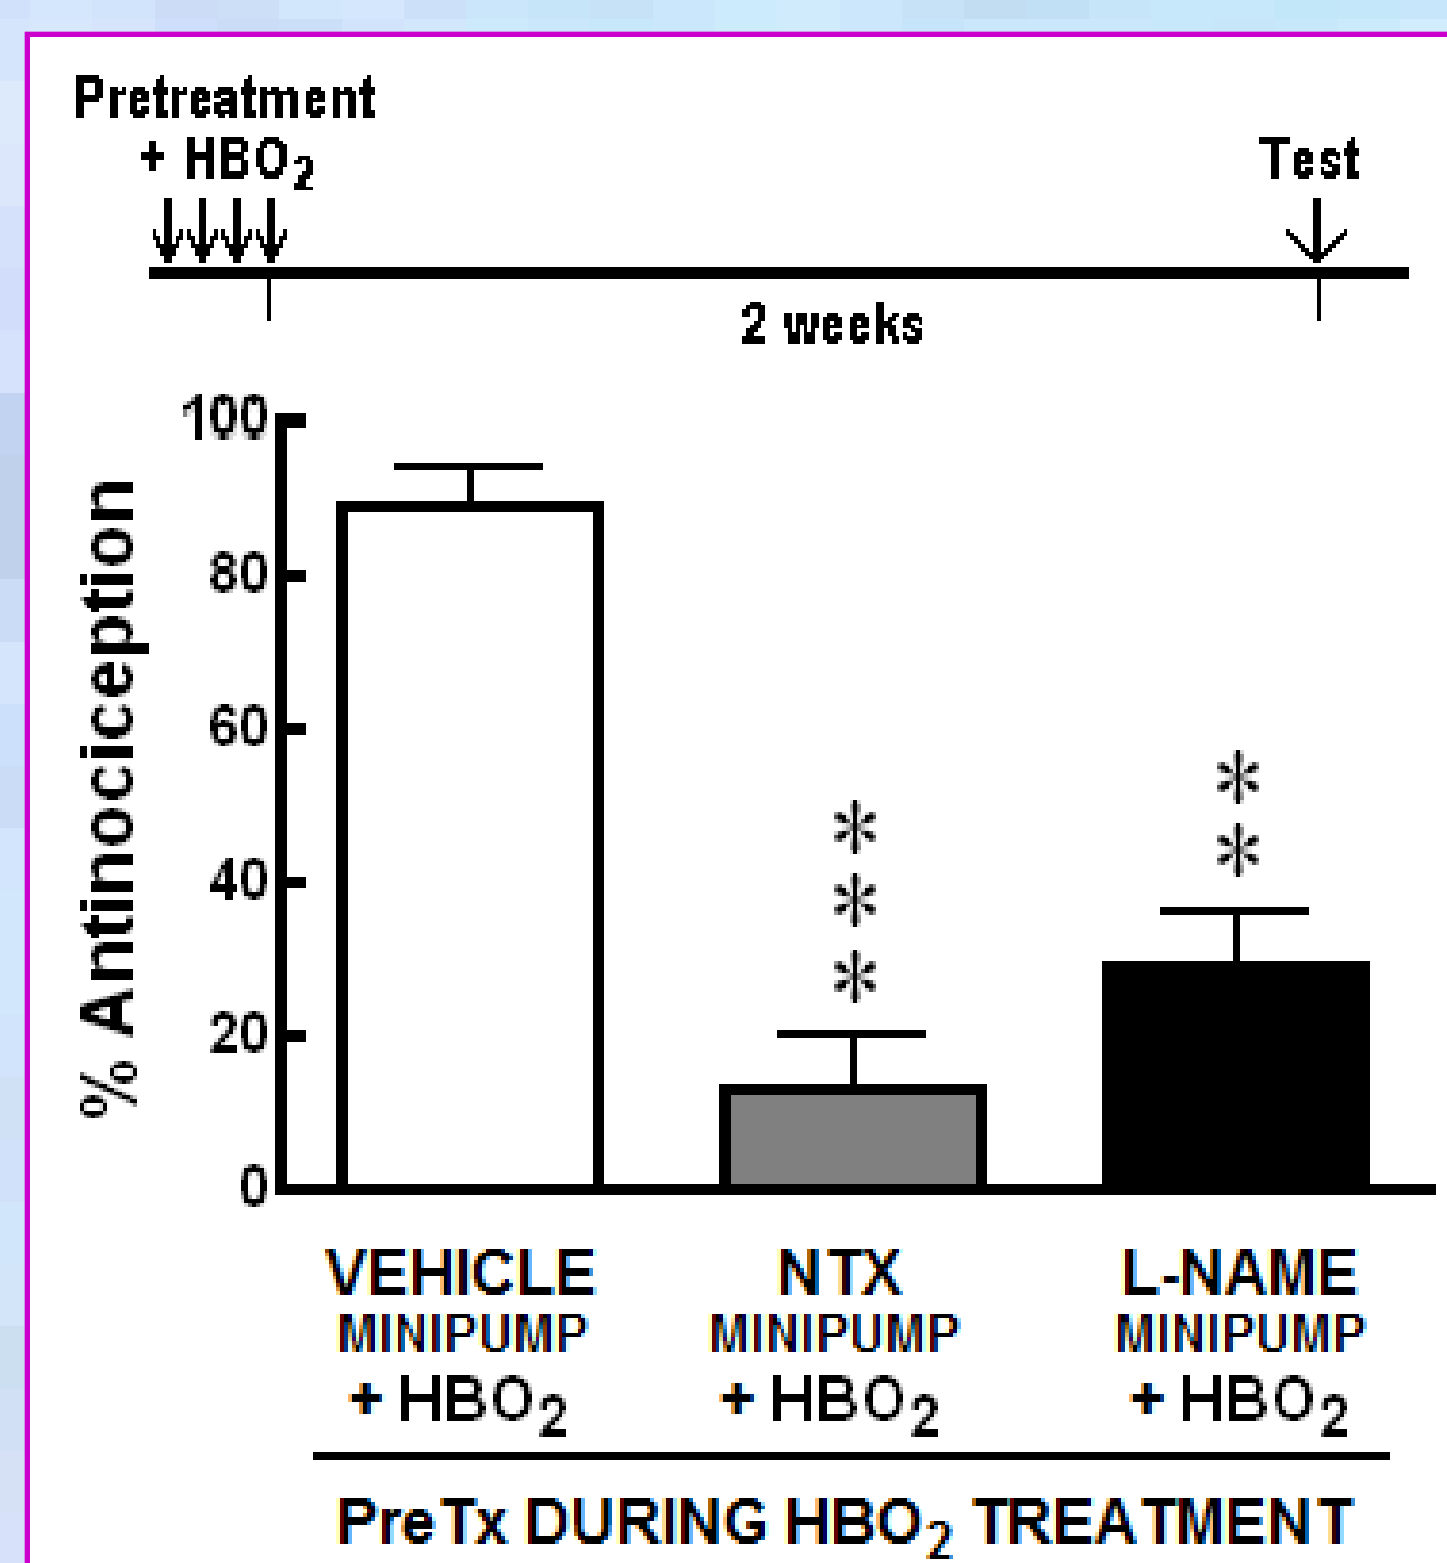 Pretreatment
+ HBO2
Test
2 weeks
% Antinociception
100
80
60
40
20
0
*
*
*
*
*
VEHICLE
MINIPUMP
+ HBO2
NTX
MINIPUMP
+ HBO2
L-NAME
MINIPUMP
+ HBO2
PreTx DURING HBO2 TREATMENT